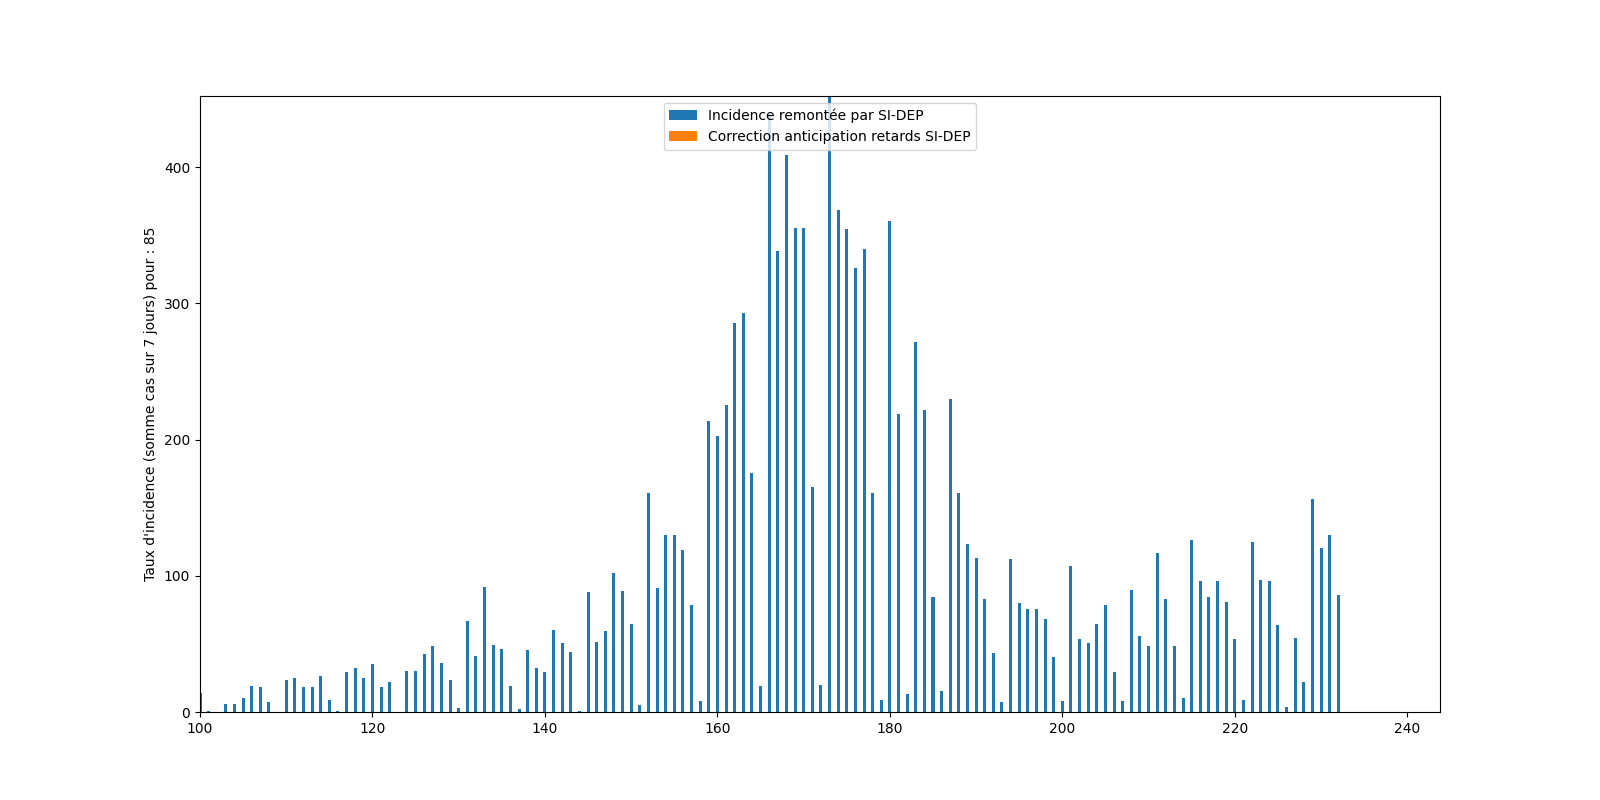 Incidence remontée par SI-DEP
Correction anticipation retards SI-DEP
Taux d'incidence (somme cas sur 7 jours) pour : 85
400
300
200
100
0
100 120 140 160 180 200 220 240